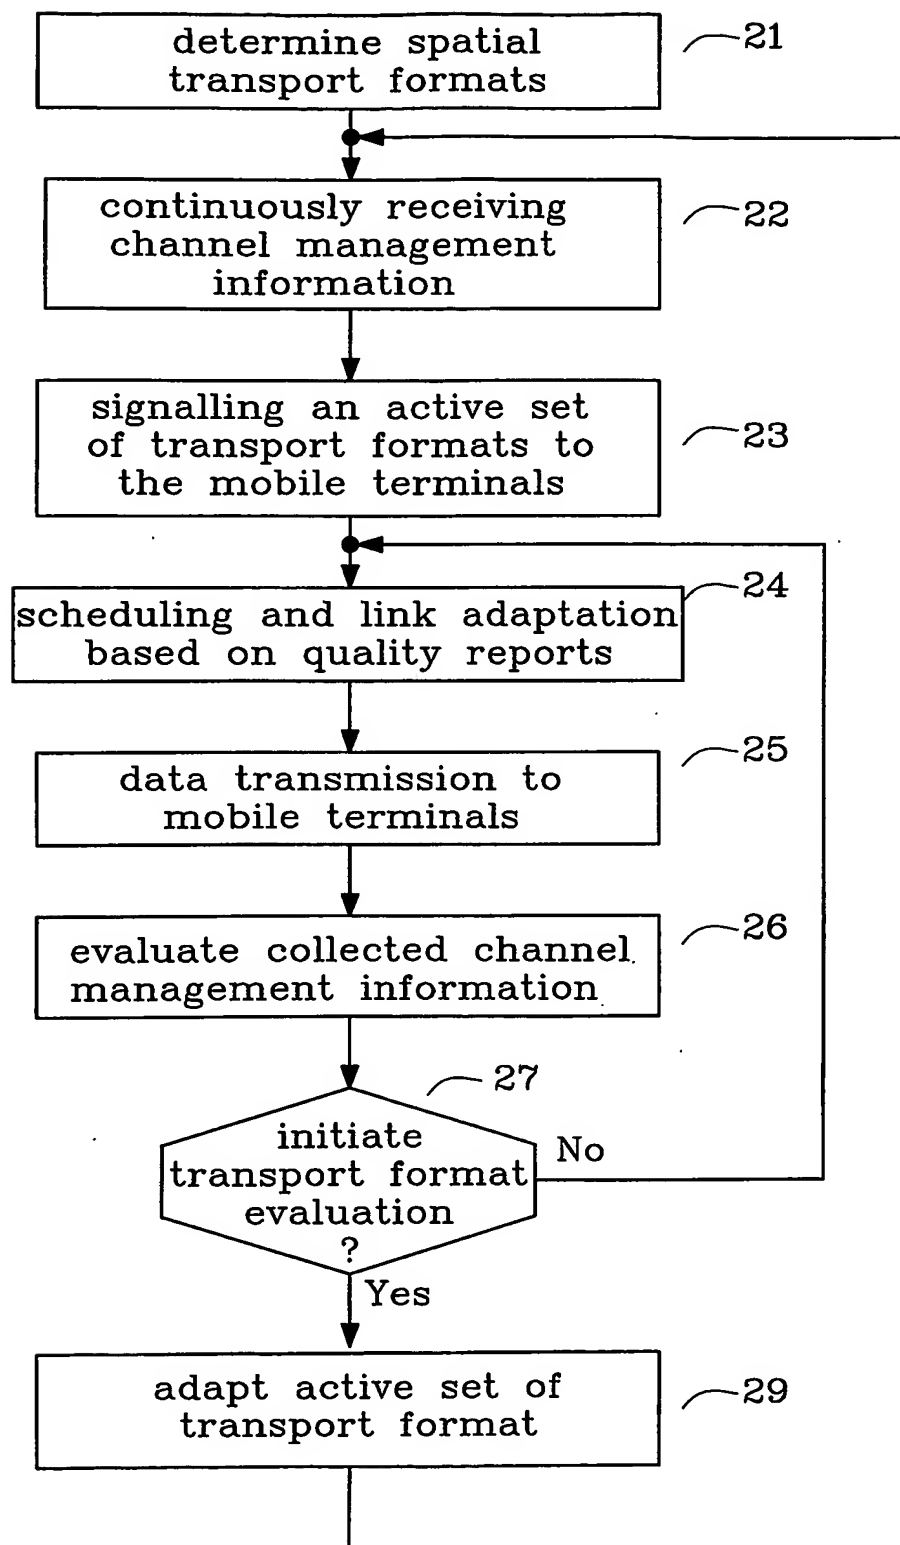 determine spatial
transport formats
21
continuously receiving
channel management
information
22
signalling an active set
of transport formats to
the mobile terminals
23
scheduling and link adaptation
based on quality reports
24
data transmission to
mobile terminals
25
evaluate collected channel
management information
26
27
initiate
transport format
evaluation
?
No
Yes
adapt active set of
transport format
29